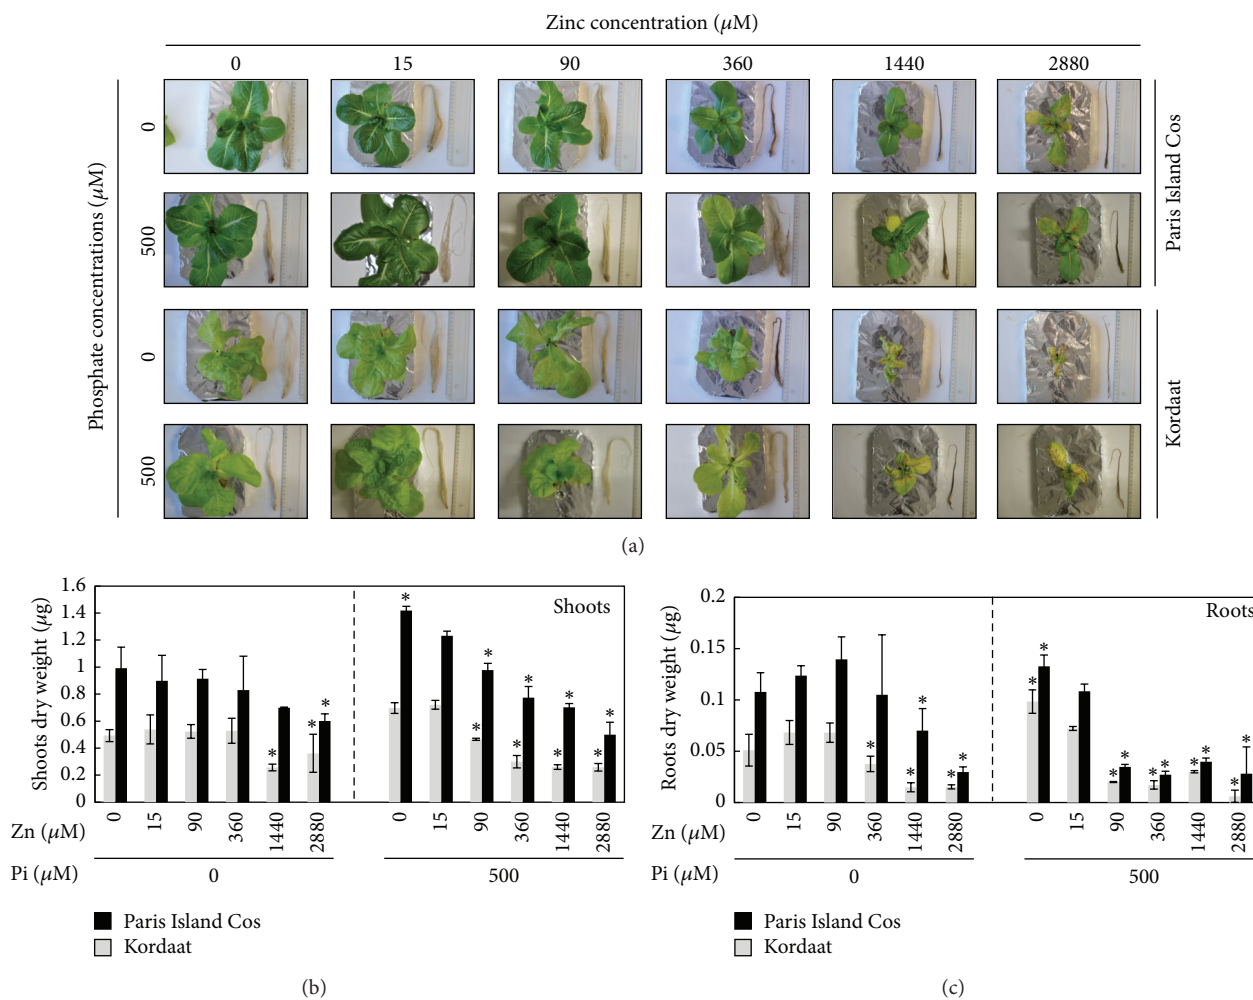 Zinc concentration (µM)
0 15 90 360 1440 2880
Phosphate concentrations (µM)
0
500
0
500
Paris Island Cos
Kordaat
(a)
Shoots dry weight (µg)
1.6
1.4
1.2
1
0.8
0.6
0.4
0.2
0
Shoots
* * * * * * * * * * * *
Zn (µM) 0 15 90 360 1440 2880 0 15 90 360 1440 2880
Pi (µM) 0 500
Paris Island Cos
Kordaat
(b)
Roots dry weight (µg)
0.2
0.15
0.1
0.05
0
Roots
* * * * * * * * * * * * * * *
Zn (µM) 0 15 90 360 1440 2880 0 15 90 360 1440 2880
Pi (µM) 0 500
Paris Island Cos
Kordaat
(c)